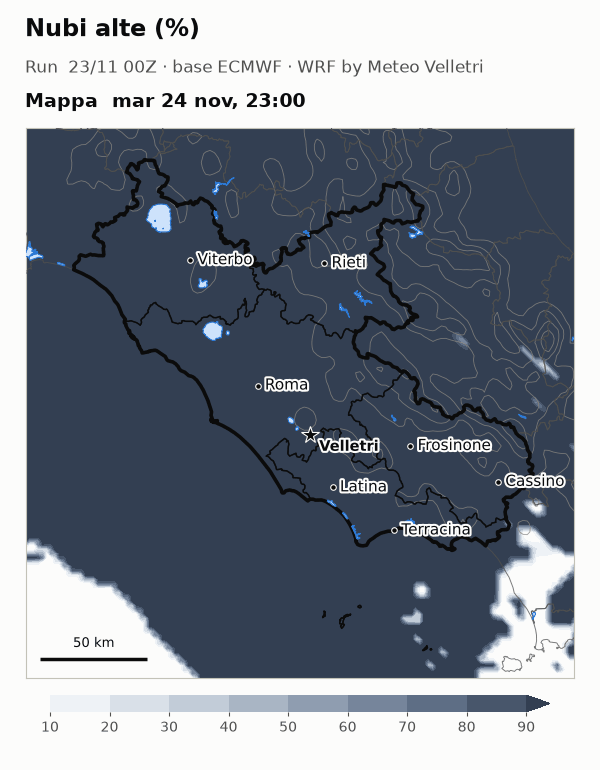 Nubi alte (%)
Run  23/11 00Z · base ECMWF · WRF by Meteo Velletri
Mappa  mar 24 nov, 23:00
Viterbo
Rieti
Roma
Velletri
Frosinone
Cassino
Latina
Terracina
50 km
10 20 30 40 50 60 70 80 90